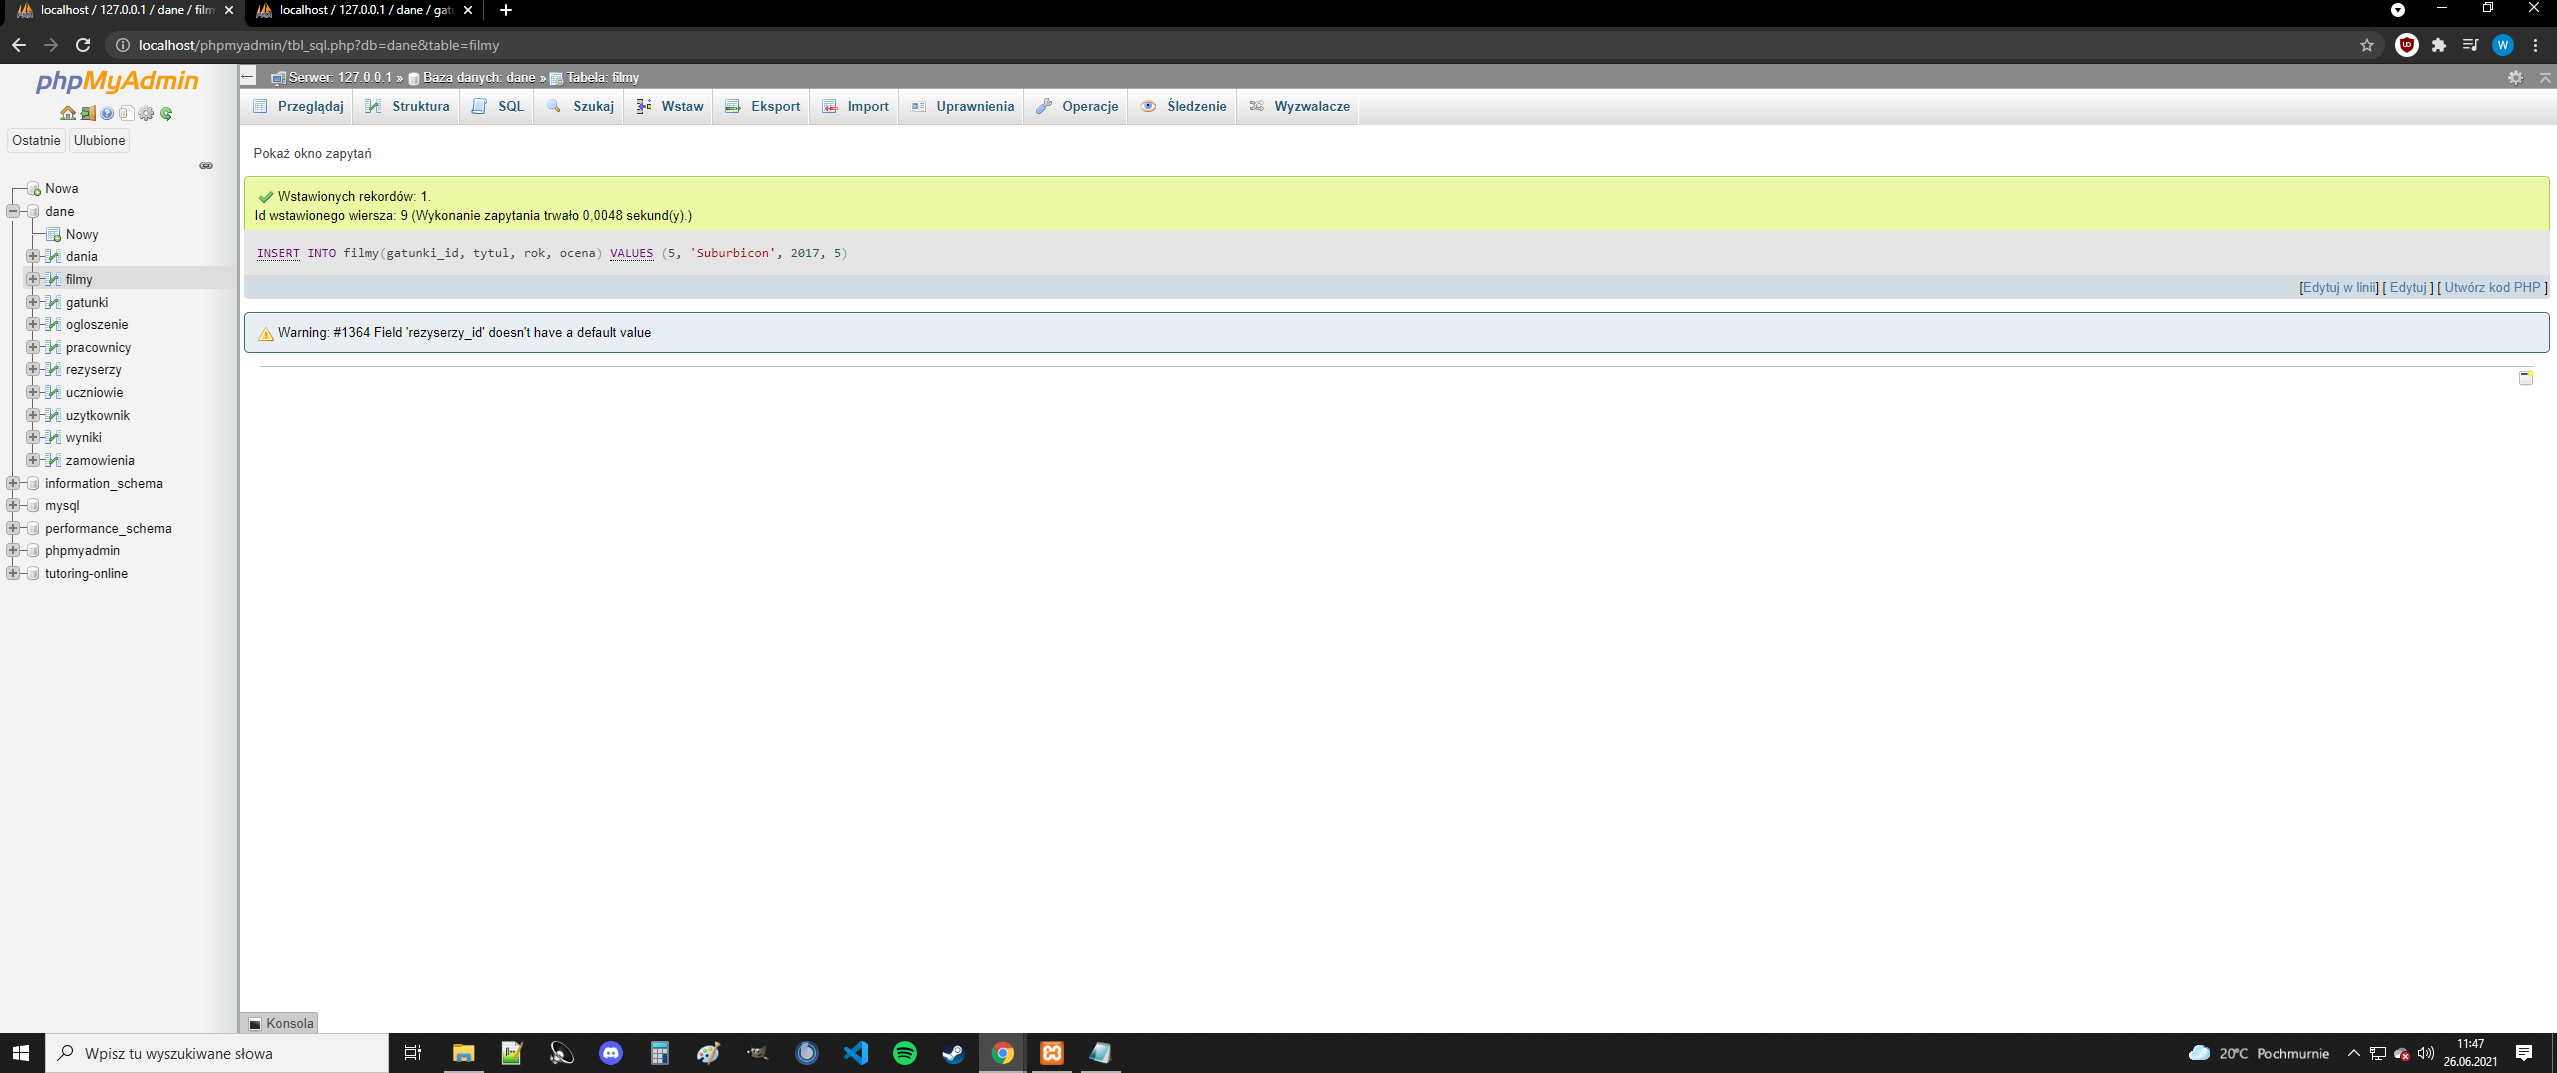 localhost / 127.0.0.1 / dane / film
localhost / 127.0.0.1 / dane / gat
localhost/phpmyadmin/tbl_sql.php?db=dane&table=filmy
W
phpMyAdmin
Ostatnie Ulubione
Nowa
dane
Nowy
dania
filmy
gatunki
ogloszenie
pracownicy
rezyserzy
uczniowie
uzytkownik
wyniki
zamowienia
information_schema
mysql
performance_schema
phpmyadmin
tutoring-online
Serwer: 127.0.0.1 » Baza danych: dane » Tabela: filmy
Przeglądaj Struktura SQL Szukaj Wstaw Eksport Import Uprawnienia Operacje Śledzenie Wyzwalacze
Pokaż okno zapytań
Wstawionych rekordów: 1.
Id wstawionego wiersza: 9 (Wykonanie zapytania trwało 0,0048 sekund(y).)
INSERT INTO filmy(gatunki_id, tytul, rok, ocena) VALUES (5, 'Suburbicon', 2017, 5)
[Edytuj w linii] [ Edytuj ] [ Utwórz kod PHP ]
Warning: #1364 Field 'rezyserzy_id' doesn't have a default value
Konsola
Wpisz tu wyszukiwane słowa
20°C Pochmurnie
11:47
26.06.2021